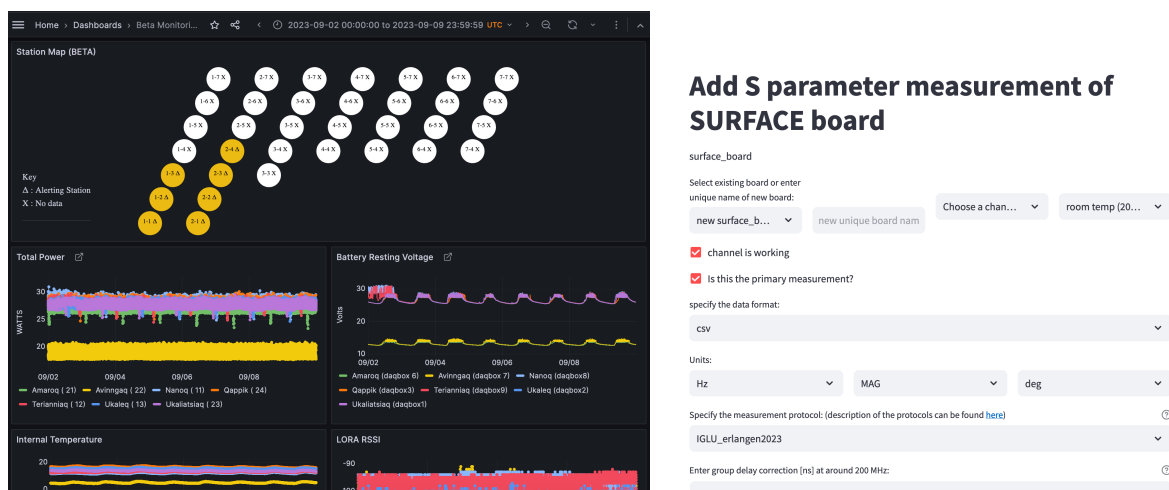 Home › Dashboards › Beta Monitori... 2023-09-02 00:00:00 to 2023-09-09 23:59:59 UTC
Station Map (BETA)
1-7 X 2-7 X 3-7 X 4-7 X 5-7 X 6-7 X 7-7 X
1-6 X 2-6 X 3-6 X 4-6 X 5-6 X 6-6 X 7-6 X
1-5 X 2-5 X 3-5 X 4-5 X 5-5 X 6-5 X 7-5 X
1-4 X 2-4 Δ 3-4 X 4-4 X 5-4 X 6-4 X 7-4 X
1-3 Δ 2-3 Δ 3-3 X
1-2 Δ 2-2 Δ
1-1 Δ 2-1 Δ
Key
Δ : Alerting Station
X : No data
Total Power
WATTS
30
25
20
09/02 09/04 09/06 09/08
Amaroq ( 21) Avinngaq ( 22) Nanoq ( 11) Qappik ( 24)
Terianniaq ( 12) Ukaleq ( 13) Ukaliatsiaq ( 23)
Battery Resting Voltage
Volts
30
20
10
09/02 09/04 09/06 09/08
Amaroq (daqbox 6) Avinngaq (daqbox 7) Nanoq (daqbox8)
Qappik (daqbox3) Terianniaq (daqbox9) Ukaleq (daqbox2)
Ukaliatsiaq (daqbox1)
Internal Temperature
20
0
LORA RSSI
-90
-100
Add S parameter measurement of
SURFACE board
surface_board
Select existing board or enter
unique name of new board:
new surface_b... new unique board nam Choose a chan... room temp (20...
channel is working
Is this the primary measurement?
specify the data format:
csv
Units:
Hz MAG deg
Specify the measurement protocol: (description of the protocols can be found here)
IGLU_erlangen2023
Enter group delay correction [ns] at around 200 MHz: